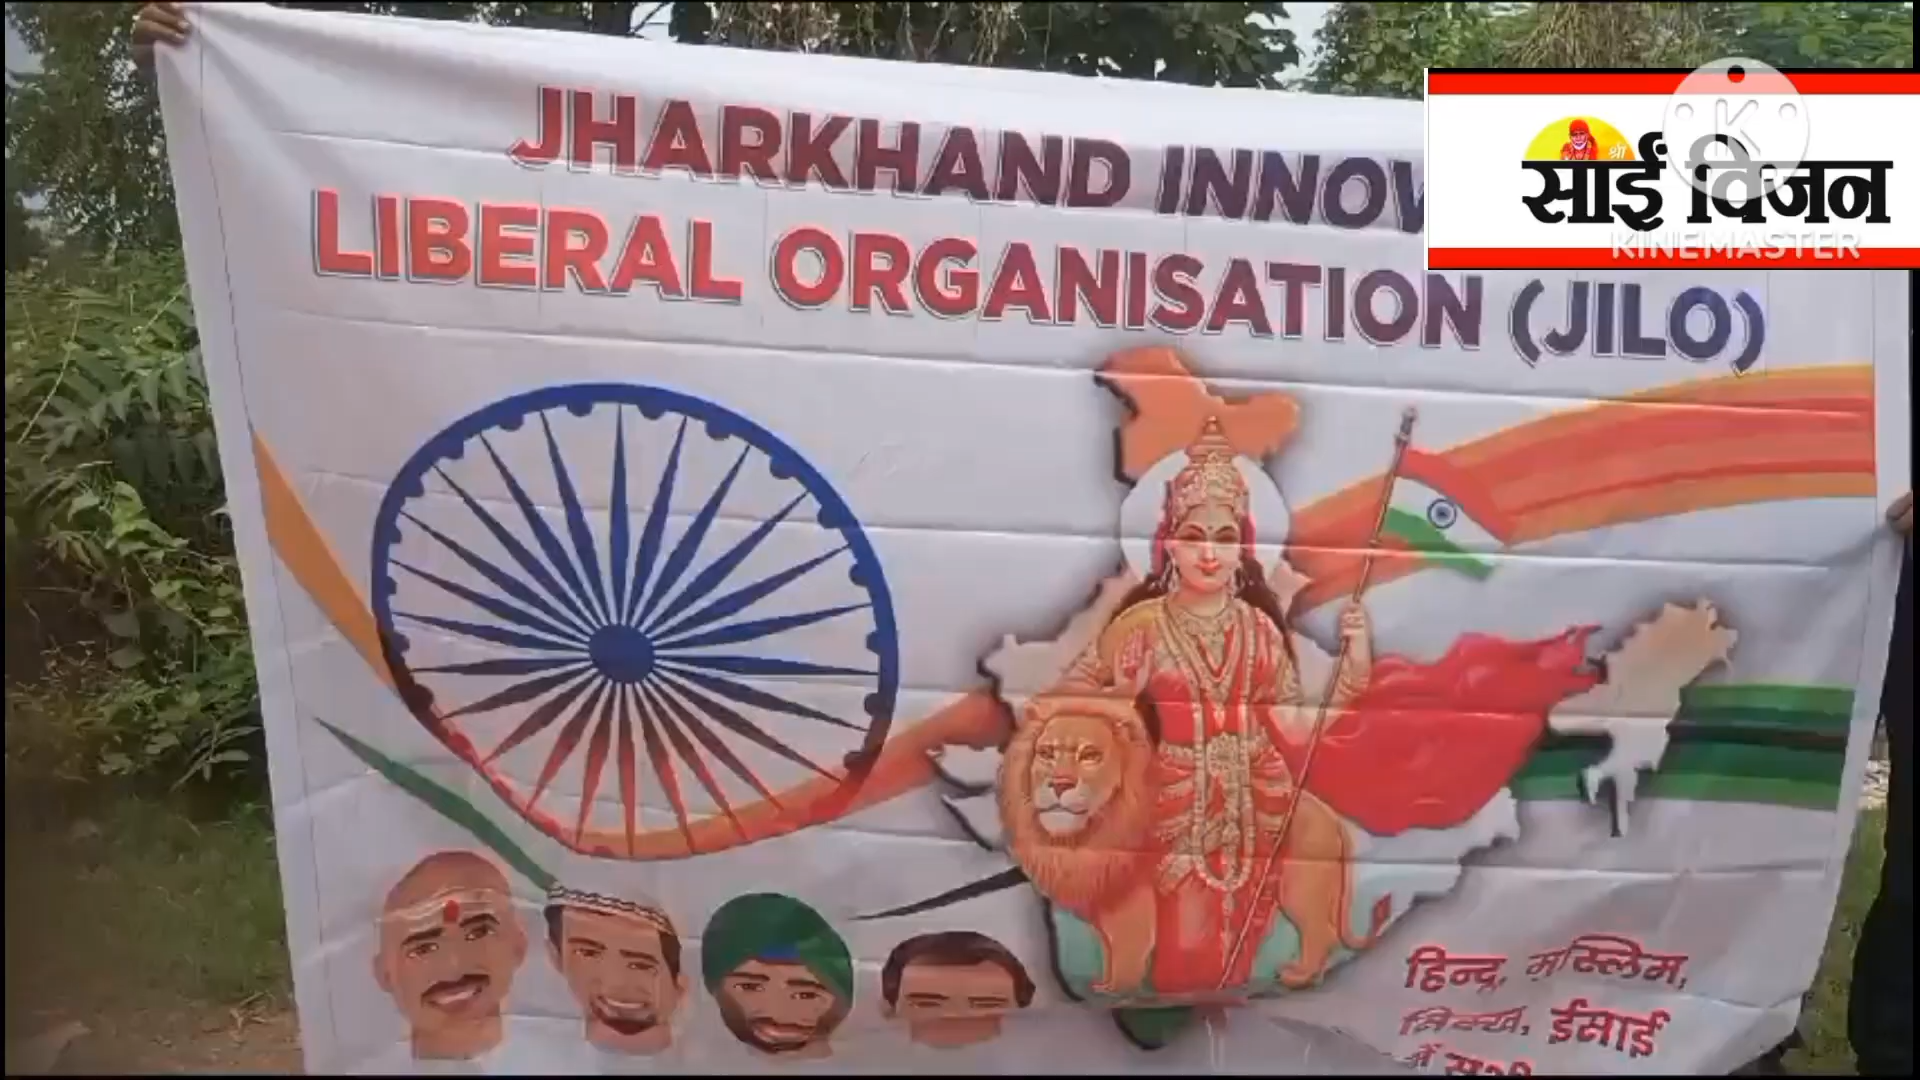 JHARKHAND INNOV
LIBERAL ORGANISATION (JILO)
श्री
साईं विजन
KINEMASTER
हिन्दू, मुस्लिम,
सिक्ख, ईसाई